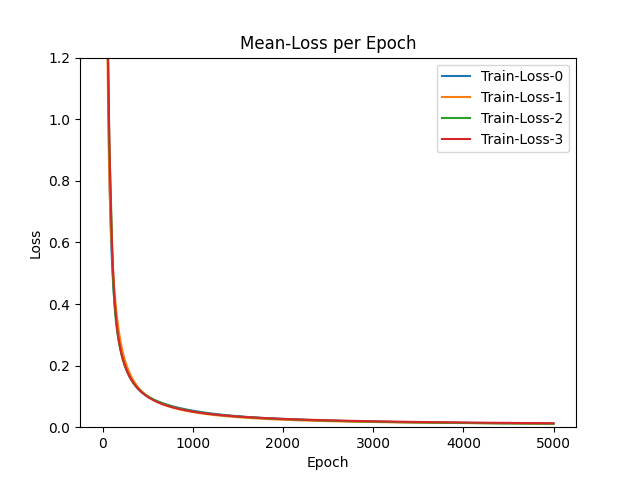 Mean-Loss per Epoch
1.2
1.0
0.8
0.6
0.4
0.2
0.0
Loss
Train-Loss-0
Train-Loss-1
Train-Loss-2
Train-Loss-3
0 1000 2000 3000 4000 5000
Epoch